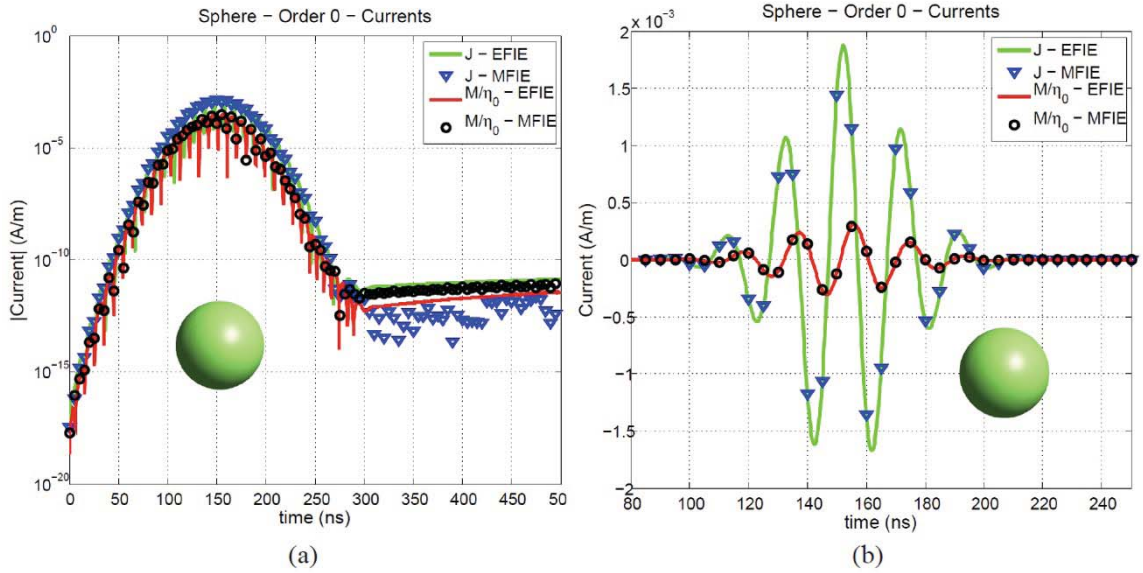 Sphere − Order 0 − Currents
10⁰
10⁻⁵
10⁻¹⁰
10⁻¹⁵
10⁻²⁰
|Current| (A/m)
J − EFIE
J − MFIE
M/η₀ − EFIE
M/η₀ − MFIE
0 50 100 150 200 250 300 350 400 450 500
time (ns)
(a)
Sphere − Order 0 − Currents
x 10⁻³
2
1.5
1
0.5
0
−0.5
−1
−1.5
−2
Current (A/m)
J − EFIE
J − MFIE
M/η₀ − EFIE
M/η₀ − MFIE
80 100 120 140 160 180 200 220 240
time (ns)
(b)